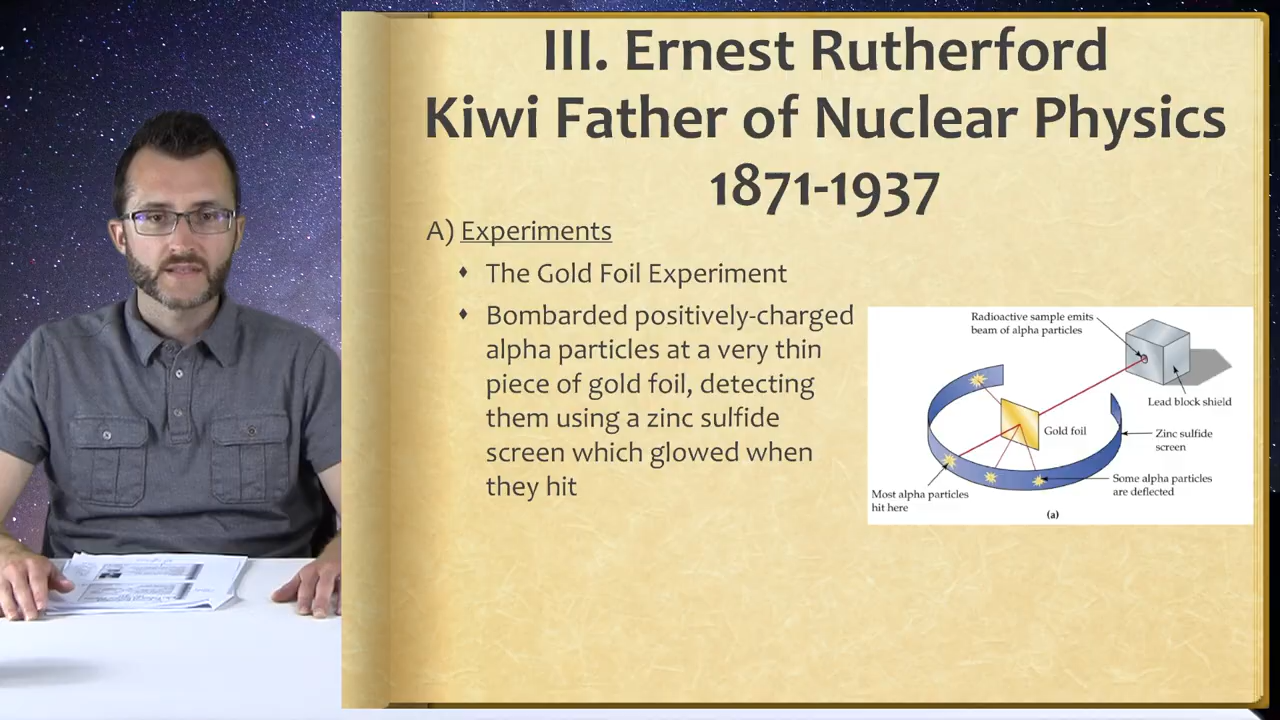 III. Ernest Rutherford
Kiwi Father of Nuclear Physics
1871-1937
A) Experiments
♦ The Gold Foil Experiment
♦ Bombarded positively-charged
alpha particles at a very thin
piece of gold foil, detecting
them using a zinc sulfide
screen which glowed when
they hit
Radioactive sample emits
beam of alpha particles
Lead block shield
Gold foil
Zinc sulfide
screen
Some alpha particles
are deflected
Most alpha particles
hit here
(a)